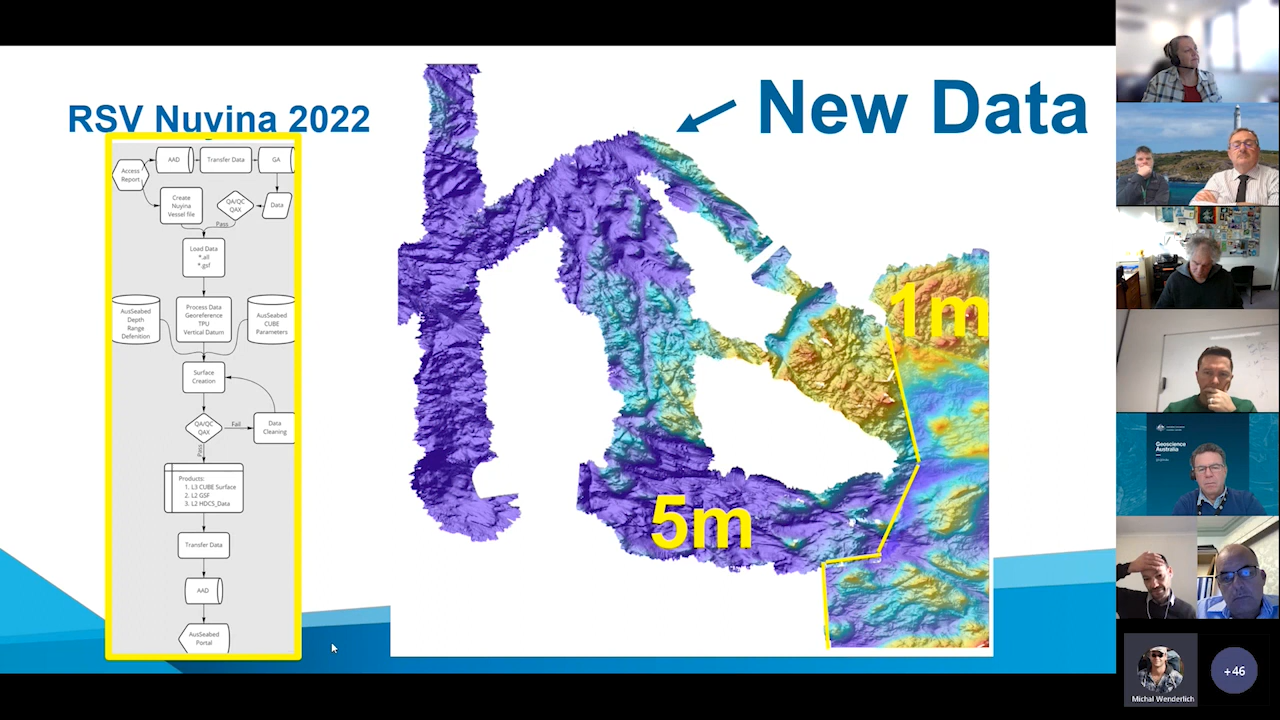 RSV Nuyina 2022
New Data
1m
5m
Access
Report
AAD
Transfer Data
GA
Create
Nuyina
Vessel file
QA/QC
QAX
Data
Pass
Load Data
*.all
*.gsf
AusSeabed
Depth
Range
Defenition
Process Data
Georeference
TPU
Vertical Datum
AusSeabed
CUBE
Parameters
Surface
Creation
QA/QC
QAX
Fail
Data
Cleaning
Pass
Products:
1. L3 CUBE Surface
2. L2 GSF
3. L2 HDCS_Data
Transfer Data
AAD
AusSeabed
Portal
Geoscience
Australia
Michal Wenderlich
+46